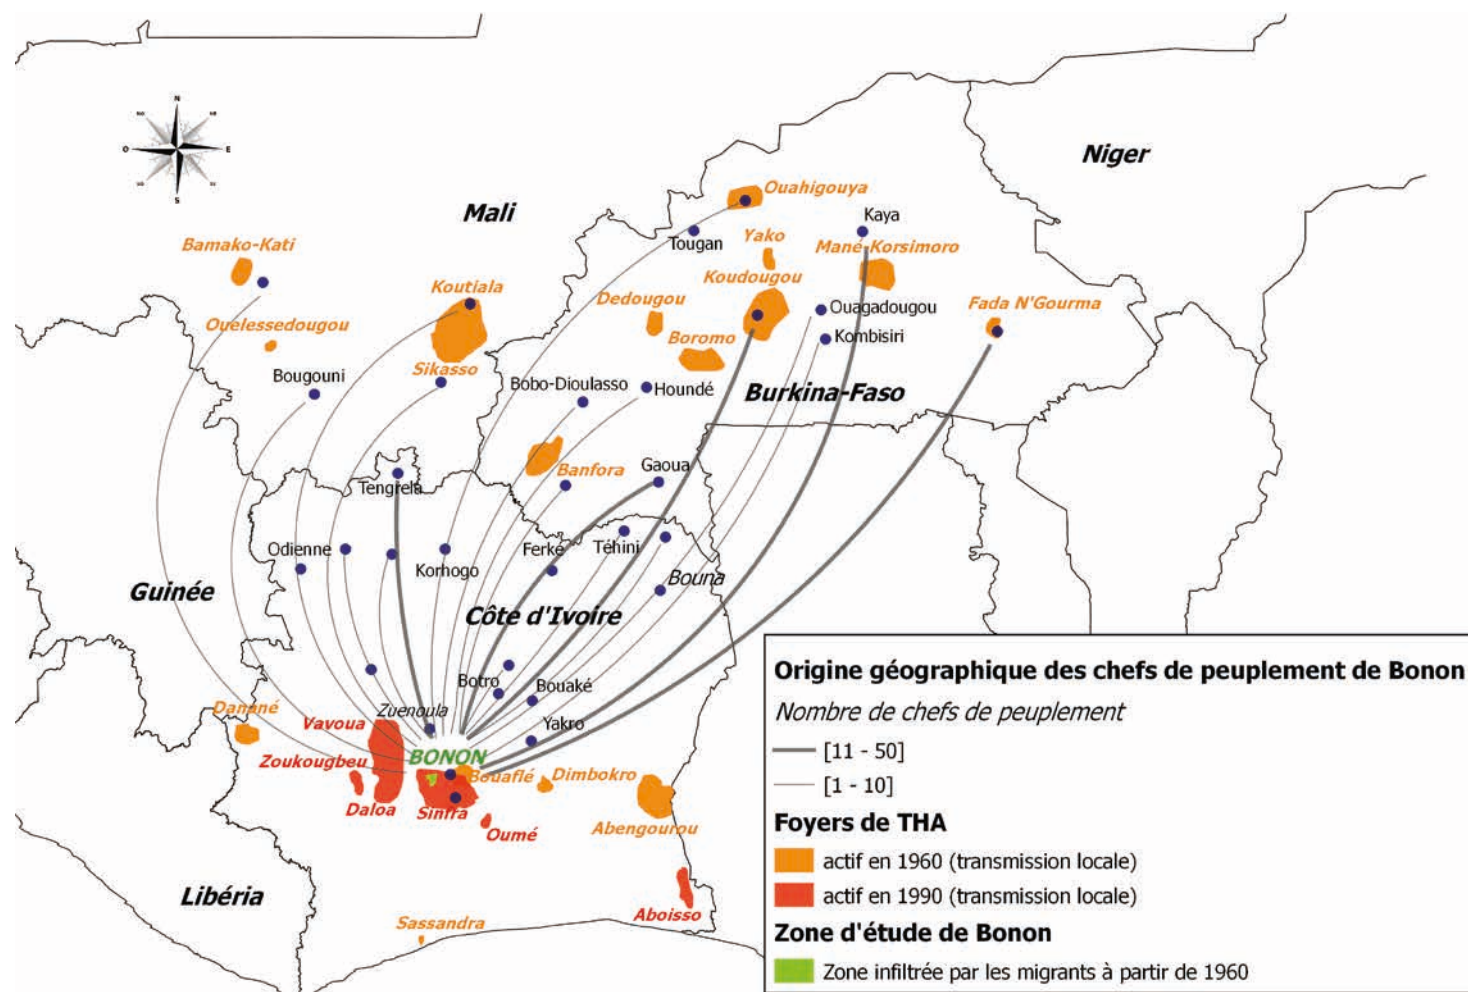 N
O
E
S
Niger
Ouahigouya
Mali
Kaya
Tougan
Yako
Bamako-Kati
Mané Korsimoro
Koudougou
Koutiala
Dedougou
Ouagadougou
Fada N'Gourma
Ouelessedougou
Boromo
Kombisiri
Sikasso
Bougouni
Bobo-Dioulasso
Houndé
Burkina-Faso
Banfora
Gaoua
Tengrela
Odienne
Ferké
Téhini
Korhogo
Bouna
Guinée
Côte d'Ivoire
Botro
Bouaké
Danané
Vavoua
Zuenoula
Yakro
BONON
Zoukougbeu
Bouaflé
Dimbokro
Daloa
Sinfra
Oumé
Abengourou
Libéria
Aboisso
Sassandra
Origine géographique des chefs de peuplement de Bonon
Nombre de chefs de peuplement
[11 - 50]
[1 - 10]
Foyers de THA
actif en 1960 (transmission locale)
actif en 1990 (transmission locale)
Zone d'étude de Bonon
Zone infiltrée par les migrants à partir de 1960